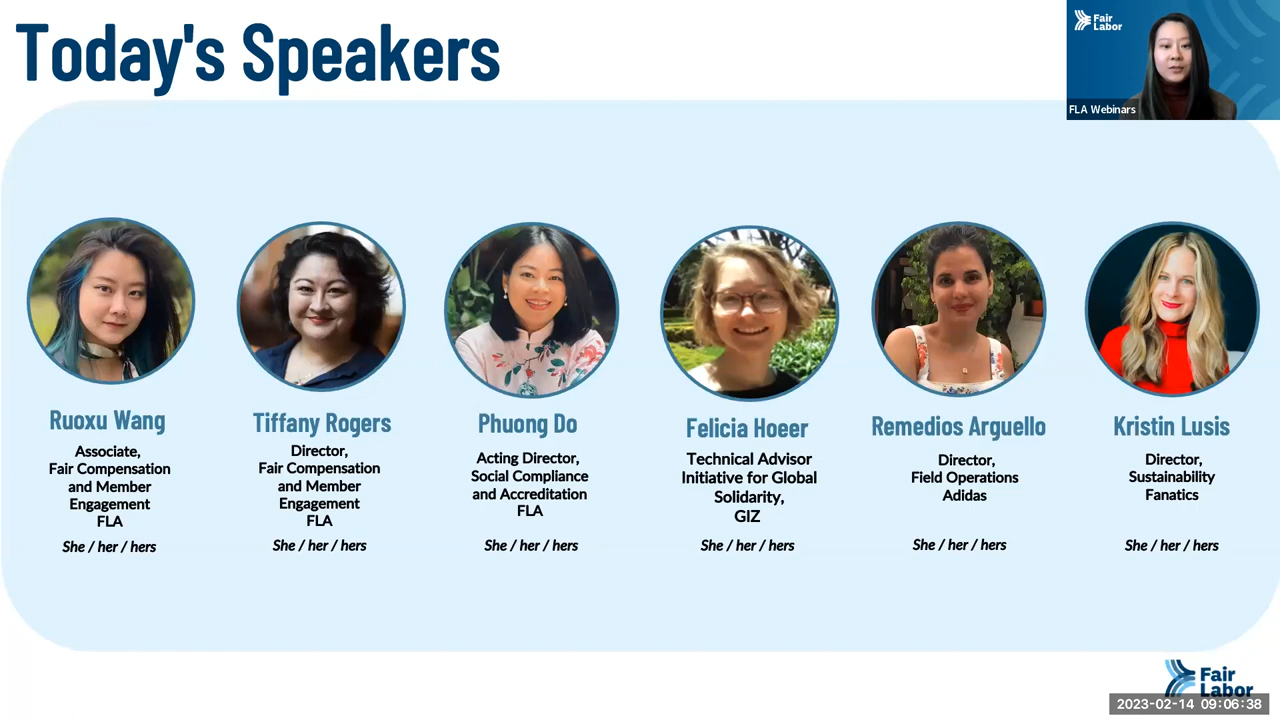 Today's Speakers
Fair
Labor
FLA Webinars
Ruoxu Wang
Associate,
Fair Compensation
and Member
Engagement
FLA
She / her / hers
Tiffany Rogers
Director,
Fair Compensation
and Member
Engagement
FLA
She / her / hers
Phuong Do
Acting Director,
Social Compliance
and Accreditation
FLA
She / her / hers
Felicia Hoeer
Technical Advisor
Initiative for Global
Solidarity,
GIZ
She / her / hers
Remedios Arguello
Director,
Field Operations
Adidas
She / her / hers
Kristin Lusis
Director,
Sustainability
Fanatics
She / her / hers
Fair
Labor
2023-02-14 09:06:38